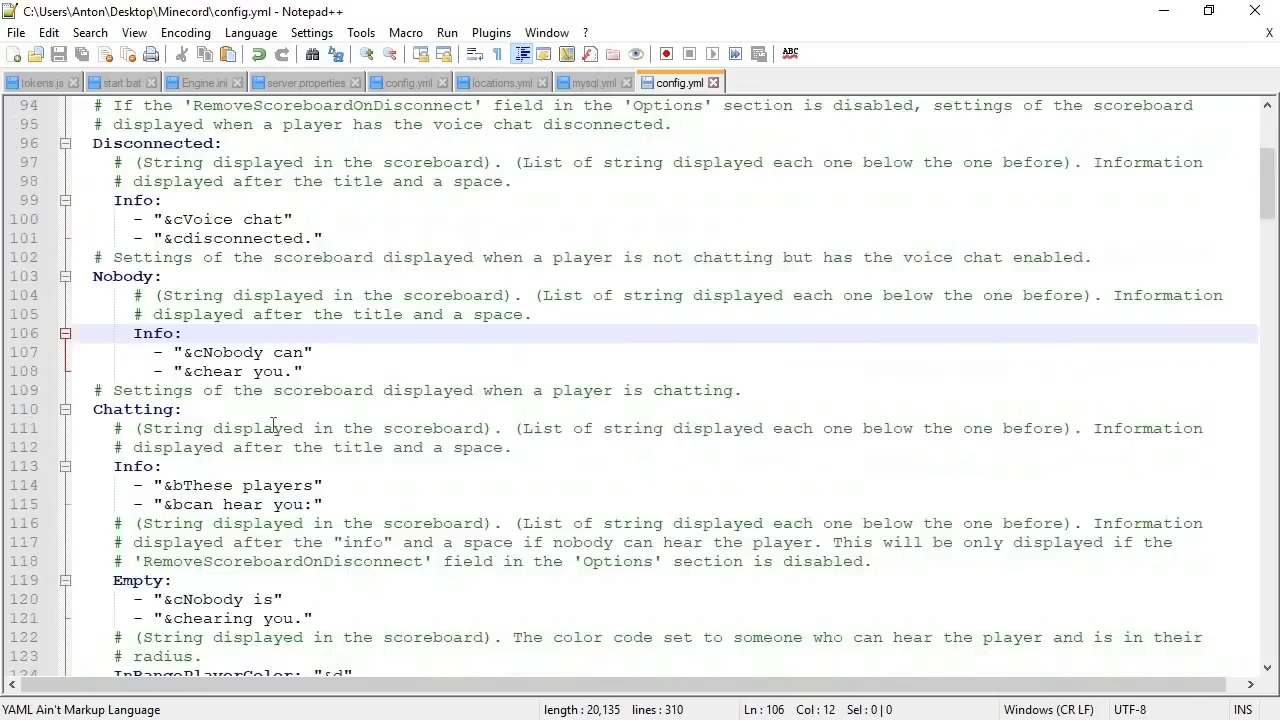 C:\Users\Anton\Desktop\Minecord\config.yml - Notepad++
File Edit Search View Encoding Language Settings Tools Macro Run Plugins Window ? X
ABC
tokens.js start.bat Engine.ini server.properties config.yml locations.yml mysql.yml config.yml
94 # If the 'RemoveScoreboardOnDisconnect' field in the 'Options' section is disabled, settings of the scoreboard
95 # displayed when a player has the voice chat disconnected.
96 Disconnected:
97 # (String displayed in the scoreboard). (List of string displayed each one below the one before). Information
98 # displayed after the title and a space.
99 Info:
100 - "&cVoice chat"
101 - "&cdisconnected."
102 # Settings of the scoreboard displayed when a player is not chatting but has the voice chat enabled.
103 Nobody:
104 # (String displayed in the scoreboard). (List of string displayed each one below the one before). Information
105 # displayed after the title and a space.
106 Info:
107 - "&cNobody can"
108 - "&chear you."
109 # Settings of the scoreboard displayed when a player is chatting.
110 Chatting:
111 # (String displayed in the scoreboard). (List of string displayed each one below the one before). Information
112 # displayed after the title and a space.
113 Info:
114 - "&bThese players"
115 - "&bcan hear you:"
116 # (String displayed in the scoreboard). (List of string displayed each one below the one before). Information
117 # displayed after the "info" and a space if nobody can hear the player. This will be only displayed if the
118 # 'RemoveScoreboardOnDisconnect' field in the 'Options' section is disabled.
119 Empty:
120 - "&cNobody is"
121 - "&chearing you."
122 # (String displayed in the scoreboard). The color code set to someone who can hear the player and is in their
123 # radius.
124 InRangePlayerColor: "&d"
YAML Ain't Markup Language length : 20,135 lines : 310 Ln : 106 Col : 12 Sel : 0 | 0 Windows (CR LF) UTF-8 INS